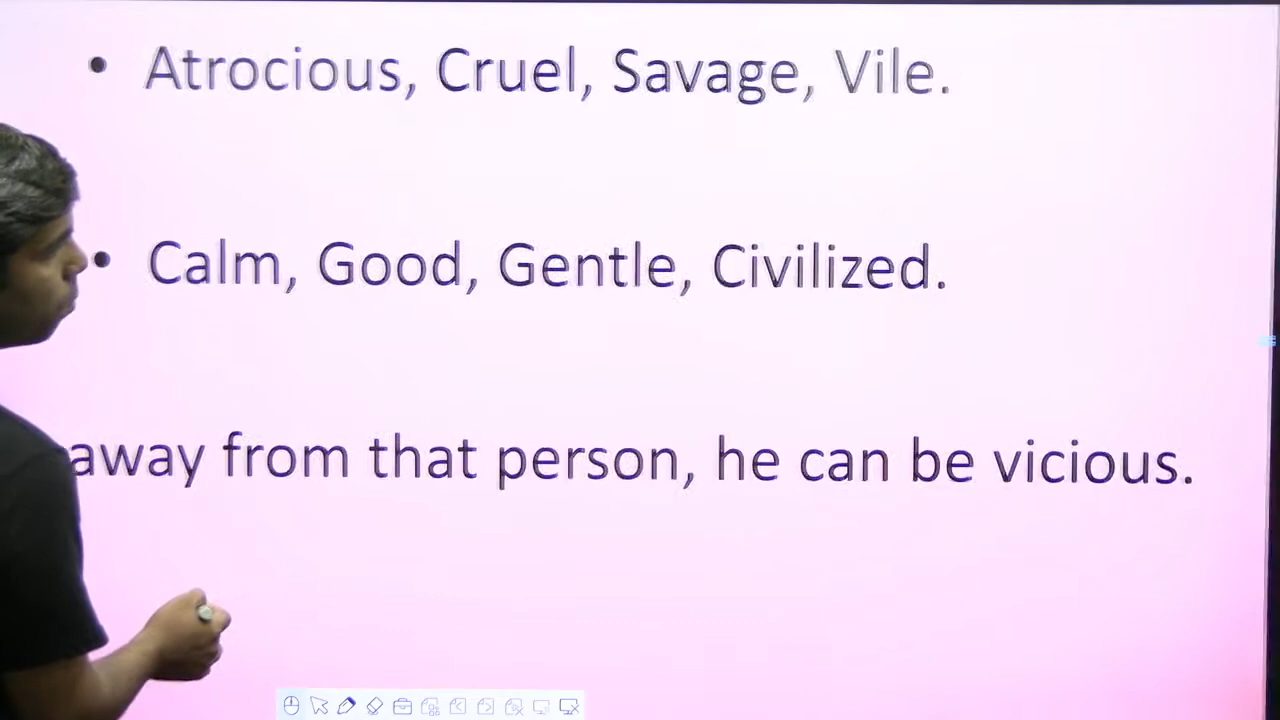 • Atrocious, Cruel, Savage, Vile.
• Calm, Good, Gentle, Civilized.
away from that person, he can be vicious.